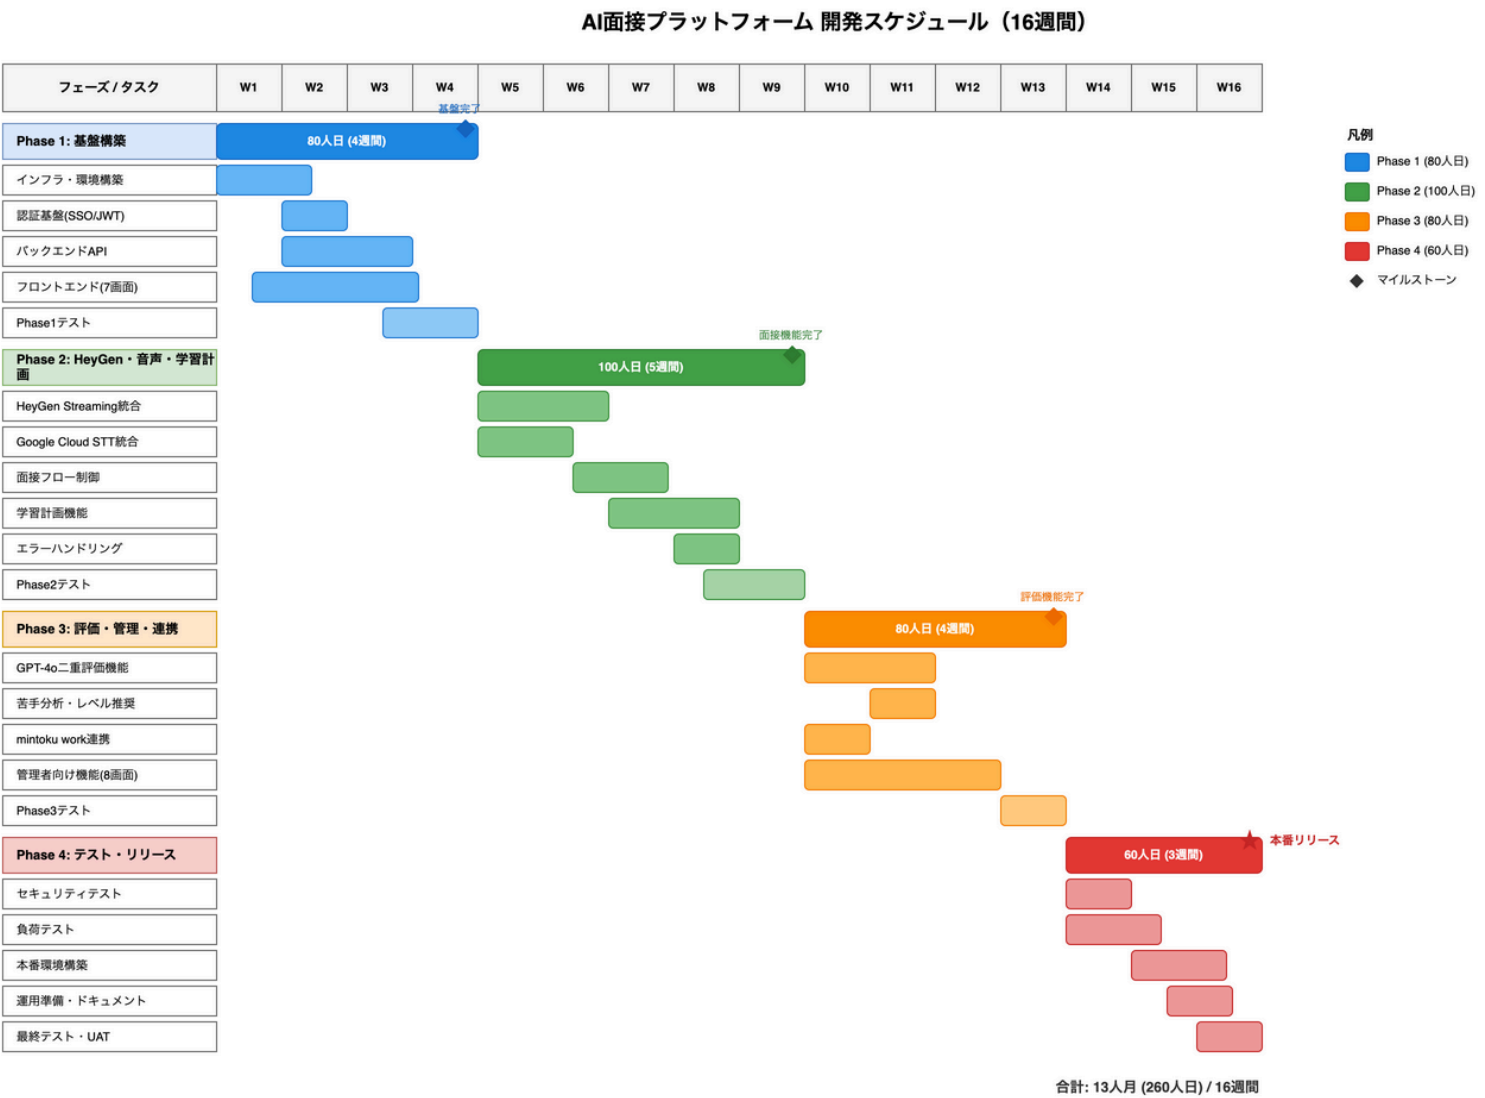 AI面接プラットフォーム 開発スケジュール（16週間）
フェーズ / タスク W1 W2 W3 W4 W5 W6 W7 W8 W9 W10 W11 W12 W13 W14 W15 W16
基盤完了
Phase 1: 基盤構築 80人日 (4週間)
インフラ・環境構築
認証基盤(SSO/JWT)
バックエンドAPI
フロントエンド(7画面)
Phase1テスト
面接機能完了
Phase 2: HeyGen・音声・学習計
画
100人日 (5週間)
HeyGen Streaming統合
Google Cloud STT統合
面接フロー制御
学習計画機能
エラーハンドリング
Phase2テスト
評価機能完了
Phase 3: 評価・管理・連携 80人日 (4週間)
GPT-4o二重評価機能
苦手分析・レベル推奨
mintoku work連携
管理者向け機能(8画面)
Phase3テスト
本番リリース
Phase 4: テスト・リリース 60人日 (3週間)
セキュリティテスト
負荷テスト
本番環境構築
運用準備・ドキュメント
最終テスト・UAT
合計: 13人月 (260人日) / 16週間
凡例
Phase 1 (80人日)
Phase 2 (100人日)
Phase 3 (80人日)
Phase 4 (60人日)
マイルストーン